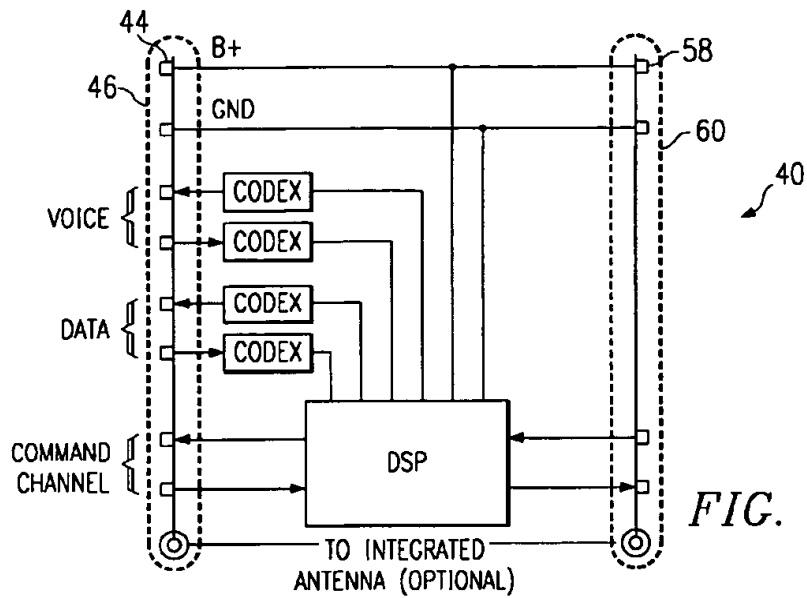 44
B+
58
46
GND
60
40
CODEX
VOICE
CODEX
CODEX
DATA
CODEX
COMMAND
CHANNEL
DSP
FIG.
TO INTEGRATED
ANTENNA (OPTIONAL)